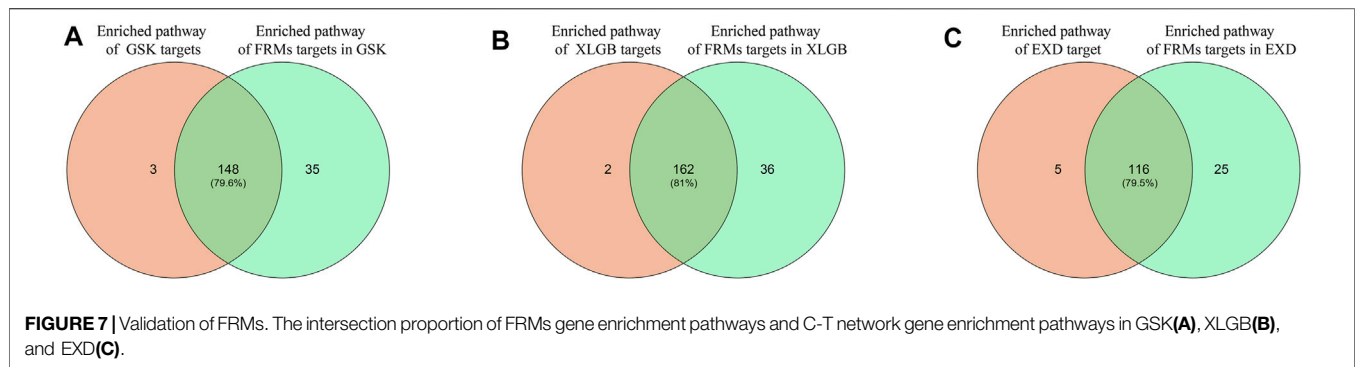 A
Enriched pathway
of GSK targets
Enriched pathway
of FRMs targets in GSK
3
148
(79.6%)
35
B
Enriched pathway
of XLGB targets
Enriched pathway
of FRMs targets in XLGB
2
162
(81%)
36
C
Enriched pathway
of EXD target
Enriched pathway
of FRMs targets in EXD
5
116
(79.5%)
25
FIGURE 7 | Validation of FRMs. The intersection proportion of FRMs gene enrichment pathways and C-T network gene enrichment pathways in GSK(A), XLGB(B),
and EXD(C).